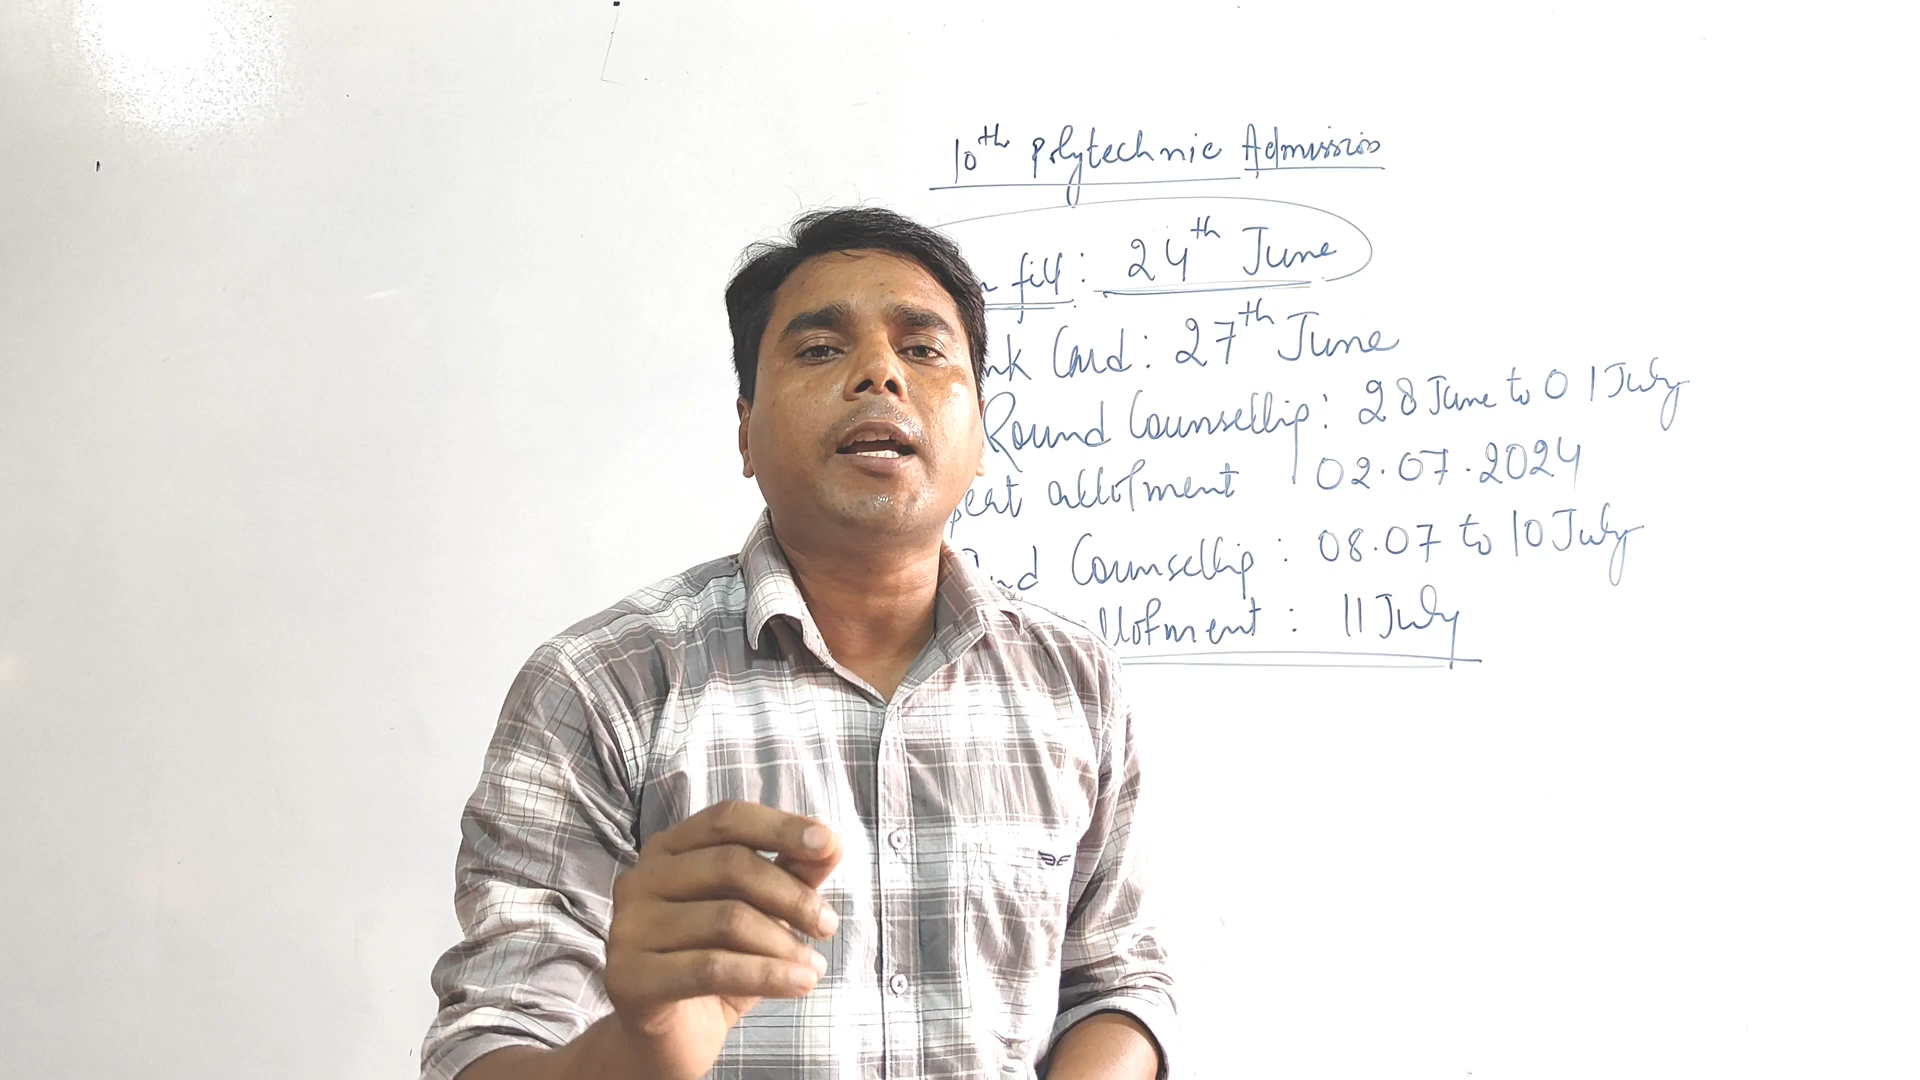 10th Polytechnic Admission
fill: 24th June
Card: 27th June
Round Counselling: 28 June to 01 July
allotment 02.07.2024
Counselling: 08.07 to 10 July
: 11 July